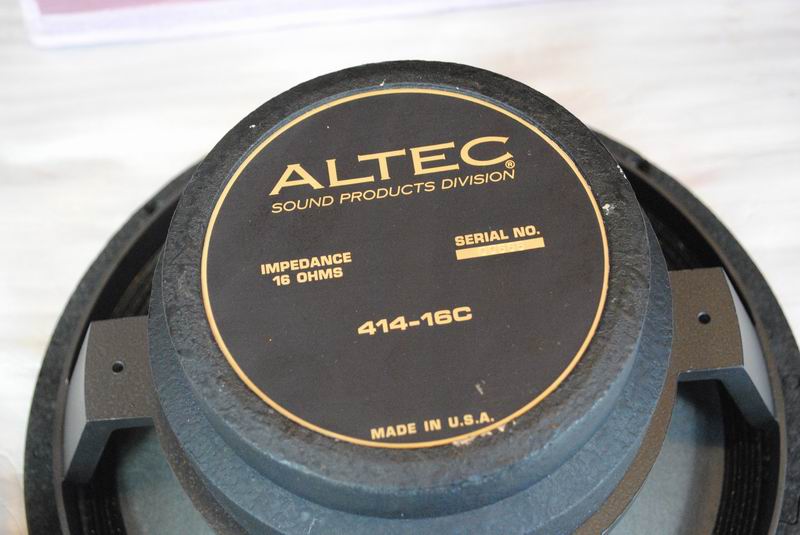 ALTEC®
SOUND PRODUCTS DIVISION
IMPEDANCE
16 OHMS
SERIAL NO.
414-16C
MADE IN U.S.A.